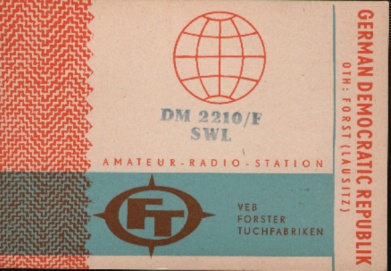 DM 2210/F
SWL
AMATEUR-RADIO-STATION
FT
VEB
FORSTER
TUCHFABRIKEN
GERMAN DEMOCRATIC REPUBLIK
QTH: FORST (LAUSITZ)